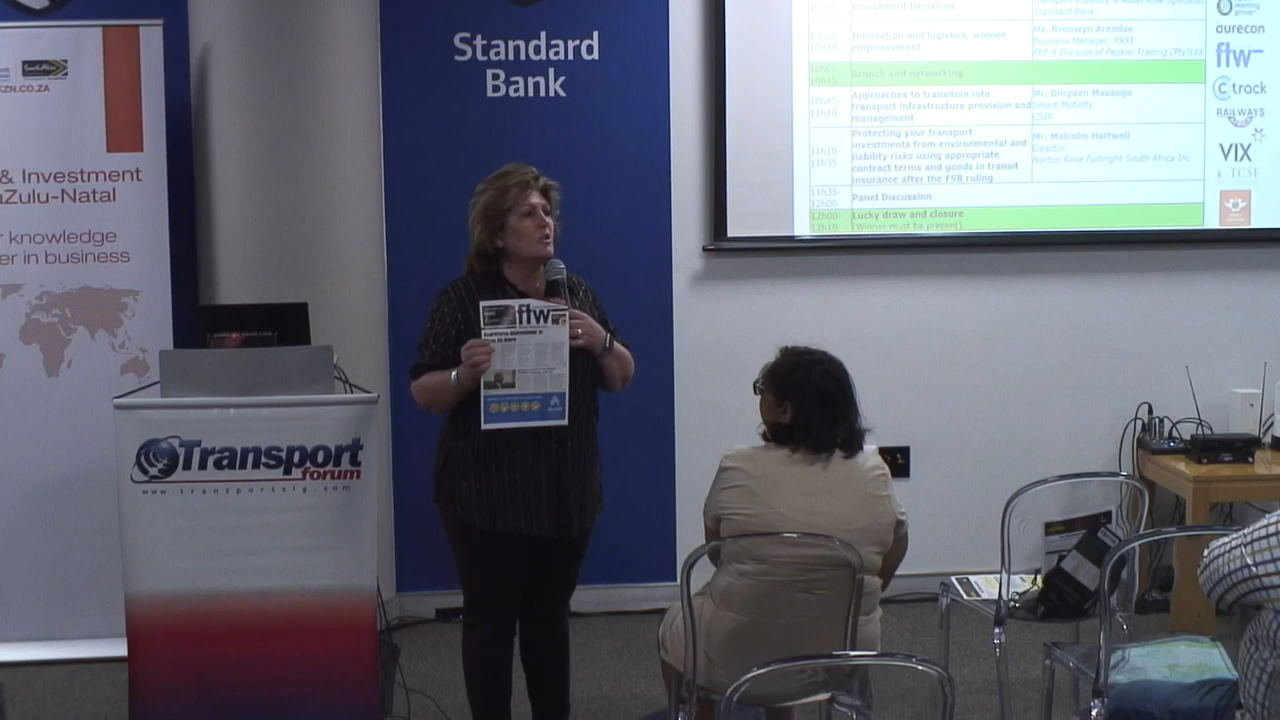 KZN.CO.ZA
& Investment
aZulu-Natal
r knowledge
er in business
Standard
Bank
Transport
forum
www.transportsig.com
ftw
Investment Decisions
Standard Bank
Innovation and logistics, women
empowerment
Ms. Bronwyn Arendse
Business Manager: PAXI
PEP A Division of Pepkor Trading (Pty)Ltd
10h05-
10h45
Brunch and networking
10h45-
11h10
Approaches to transition into
transport infrastructure provision and
management
Mr. Dingaan Masango
Smart Mobility
CSIR
11h10-
11h35
Protecting your transport
investments from environmental and
liability risks using appropriate
contract terms and goods in transit
insurance after the FSB ruling
Mr. Malcolm Hartwell
Director
Norton Rose Fulbright South Africa Inc
11h35-
12h00
Panel Discussion
12h00-
12h10
Lucky draw and closure
(Winner must be present)
aurecon
ftw
Ctrack
RAILWAYS
VIX
TCSE